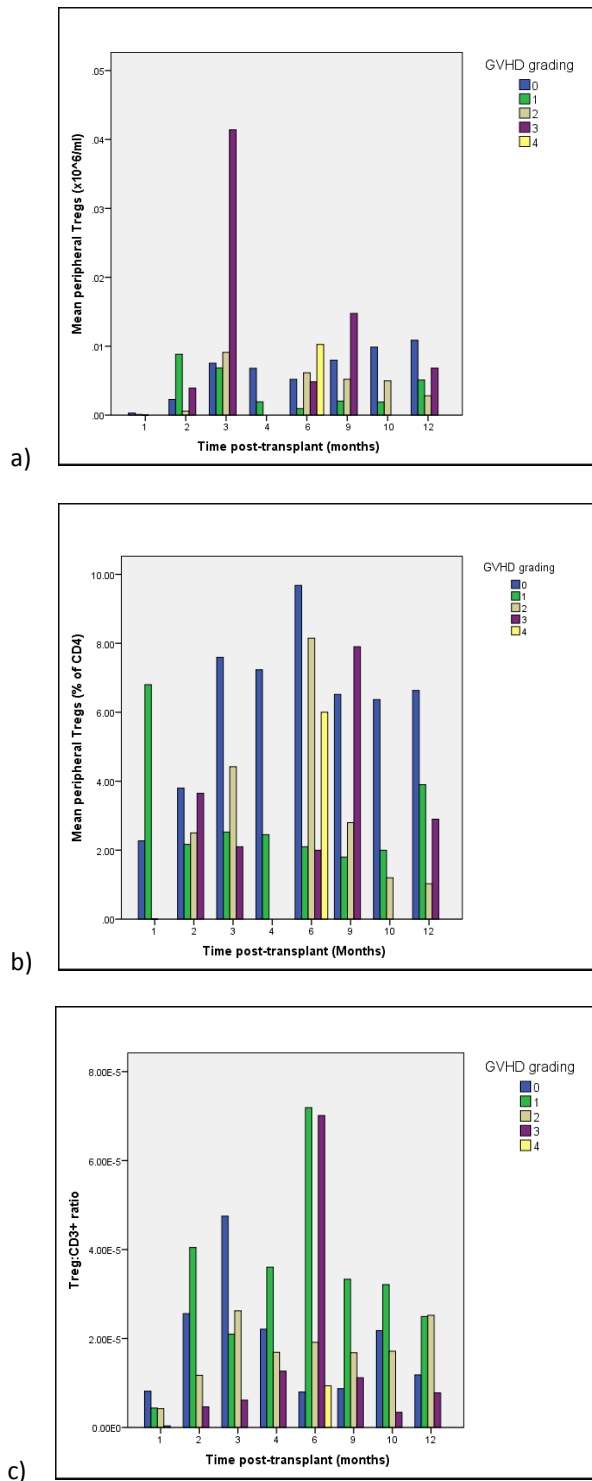 GVHD grading
0
1
2
3
4
.05
.04
.03
.02
.01
.00
Mean peripheral Tregs (x10^6/ml)
1 2 3 4 6 9 10 12
Time post-transplant (months)
a)
GVHD grading
0
1
2
3
4
10.00
8.00
6.00
4.00
2.00
.00
Mean peripheral Tregs (% of CD4)
1 2 3 4 6 9 10 12
Time post-transplant (Months)
b)
GVHD grading
0
1
2
3
4
8.00E-5
6.00E-5
4.00E-5
2.00E-5
0.00E0
Treg:CD3+ ratio
1 2 3 4 6 9 10 12
Time post-transplant (months)
c)